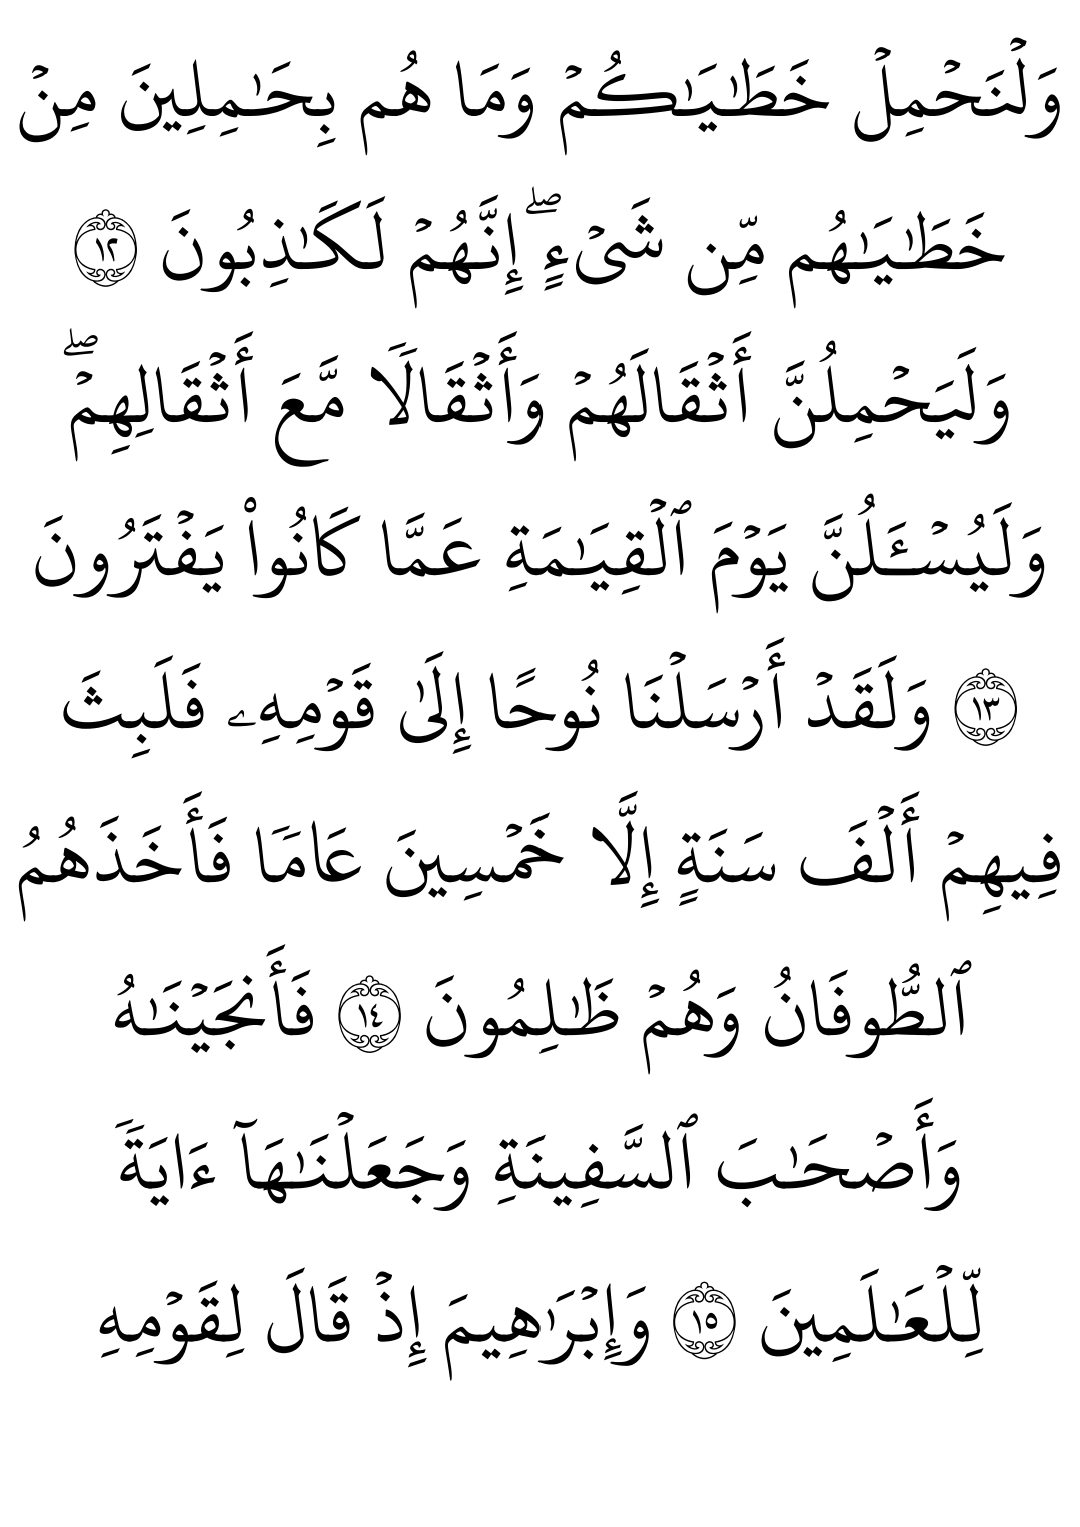 وَلۡنَحۡمِلۡ خَطَٰيَٰكُمۡ وَمَا هُم بِحَٰمِلِينَ مِنۡ
خَطَٰيَٰهُم مِّن شَيۡءٍۖ إِنَّهُمۡ لَكَٰذِبُونَ ١٢
وَلَيَحۡمِلُنَّ أَثۡقَالَهُمۡ وَأَثۡقَالٗا مَّعَ أَثۡقَالِهِمۡۖ
وَلَيُسۡـَٔلُنَّ يَوۡمَ ٱلۡقِيَٰمَةِ عَمَّا كَانُواْ يَفۡتَرُونَ
١٣ وَلَقَدۡ أَرۡسَلۡنَا نُوحًا إِلَىٰ قَوۡمِهِۦ فَلَبِثَ
فِيهِمۡ أَلۡفَ سَنَةٍ إِلَّا خَمۡسِينَ عَامٗا فَأَخَذَهُمُ
ٱلطُّوفَانُ وَهُمۡ ظَٰلِمُونَ ١٤ فَأَنجَيۡنَٰهُ
وَأَصۡحَٰبَ ٱلسَّفِينَةِ وَجَعَلۡنَٰهَآ ءَايَةٗ
لِّلۡعَٰلَمِينَ ١٥ وَإِبۡرَٰهِيمَ إِذۡ قَالَ لِقَوۡمِهِ